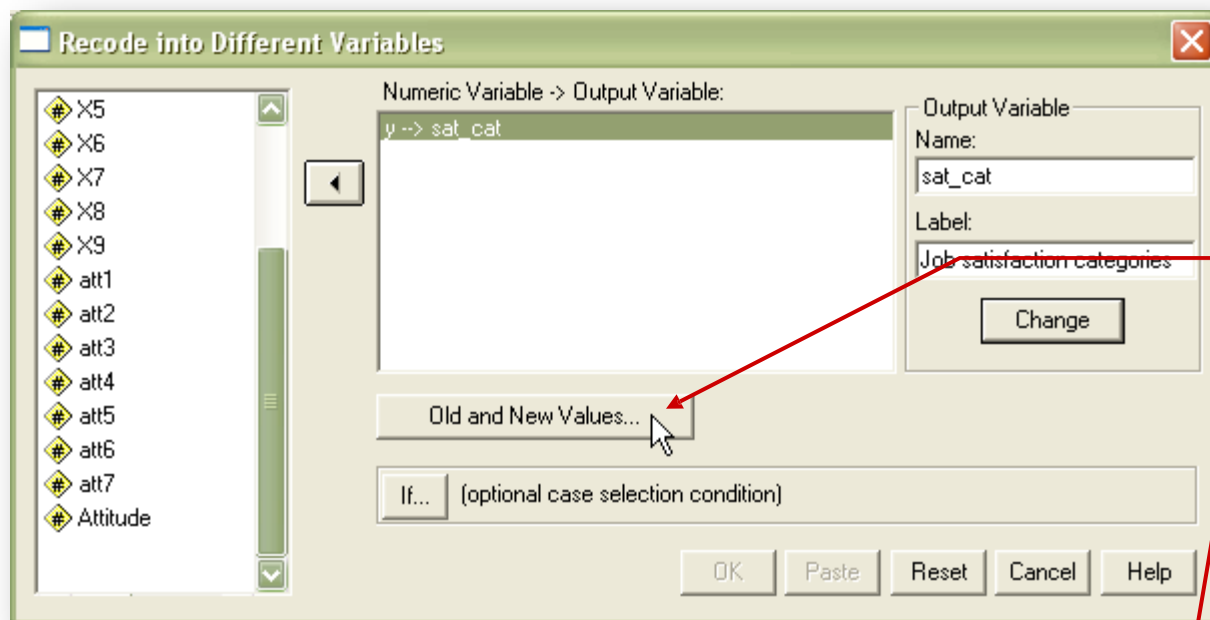 Recode into Different Variables
X5
X6
X7
X8
X9
att1
att2
att3
att4
att5
att6
att7
Attitude
Numeric Variable -> Output Variable:
y --> sat_cat
Output Variable
Name:
sat_cat
Label:
Job satisfaction categories
Change
Old and New Values...
If... (optional case selection condition)
OK Paste Reset Cancel Help